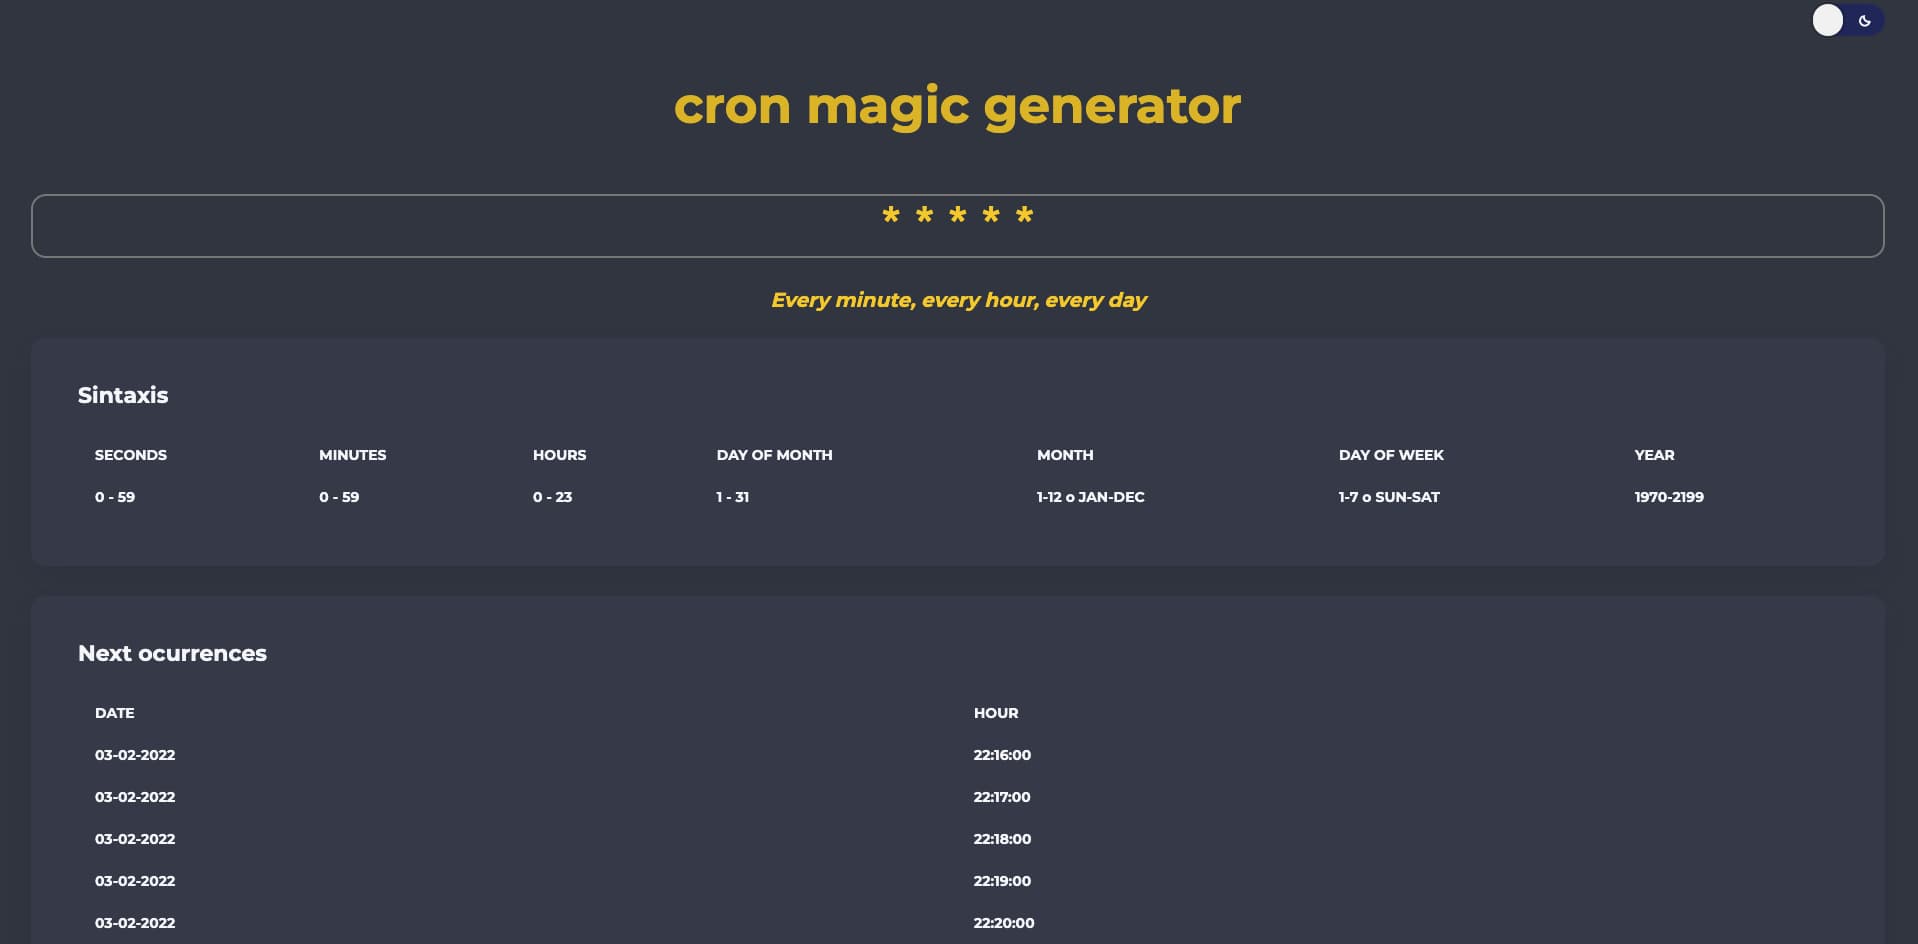 cron magic generator
* * * * *
Every minute, every hour, every day
Sintaxis
SECONDS MINUTES HOURS DAY OF MONTH MONTH DAY OF WEEK YEAR
0 - 59 0 - 59 0 - 23 1 - 31 1-12 o JAN-DEC 1-7 o SUN-SAT 1970-2199
Next ocurrences
DATE HOUR
03-02-2022 22:16:00
03-02-2022 22:17:00
03-02-2022 22:18:00
03-02-2022 22:19:00
03-02-2022 22:20:00